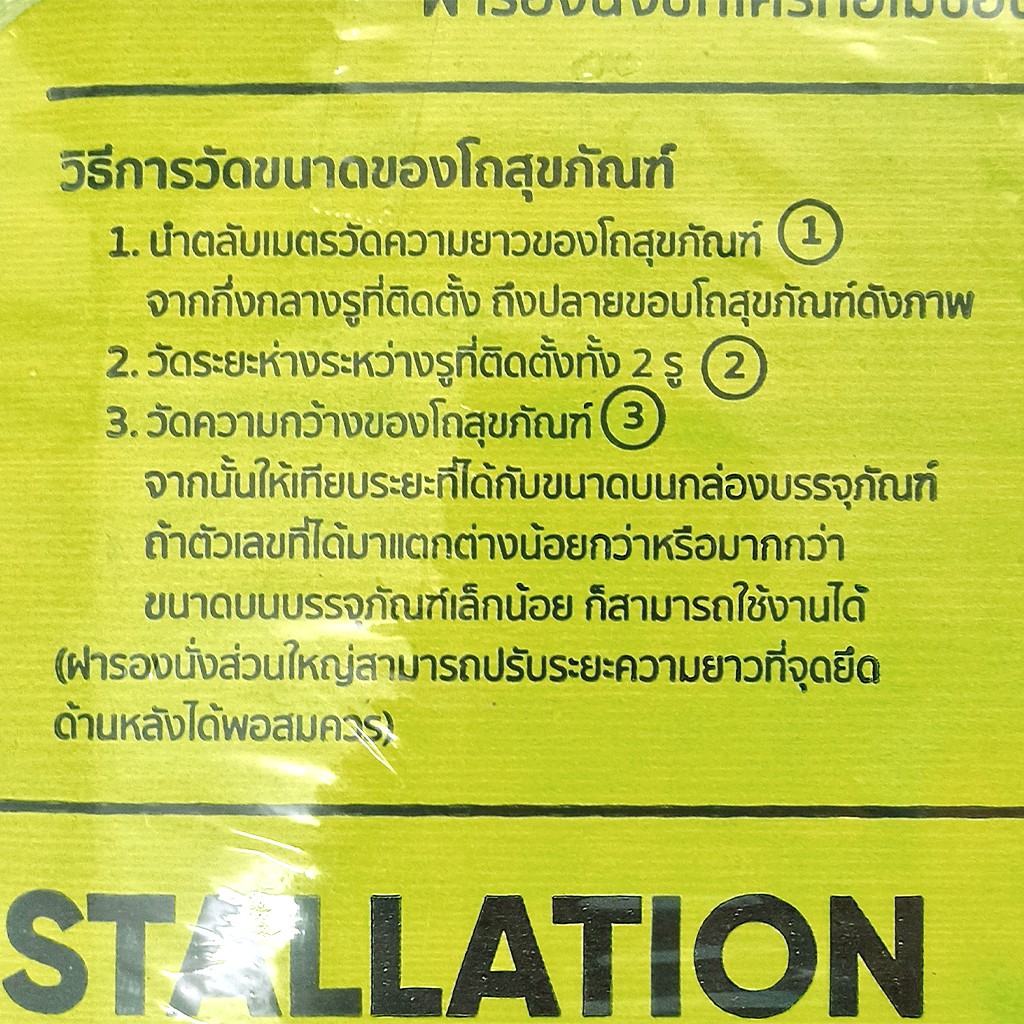 วิธีการวัดขนาดของโถสุขภัณฑ์
1. นำตลับเมตรวัดความยาวของโถสุขภัณฑ์ 1
จากกึ่งกลางรูที่ติดตั้ง ถึงปลายขอบโถสุขภัณฑ์ดังภาพ
2. วัดระยะห่างระหว่างรูที่ติดตั้งทั้ง 2 รู 2
3. วัดความกว้างของโถสุขภัณฑ์ 3
จากนั้นให้เทียบระยะที่ได้กับขนาดบนกล่องบรรจุภัณฑ์
ถ้าตัวเลขที่ได้มาแตกต่างน้อยกว่าหรือมากกว่า
ขนาดบนบรรจุภัณฑ์เล็กน้อย ก็สามารถใช้งานได้
(ฝารองนั่งส่วนใหญ่สามารถปรับระยะความยาวที่จุดยึด
ด้านหลังได้พอสมควร)
STALLATION